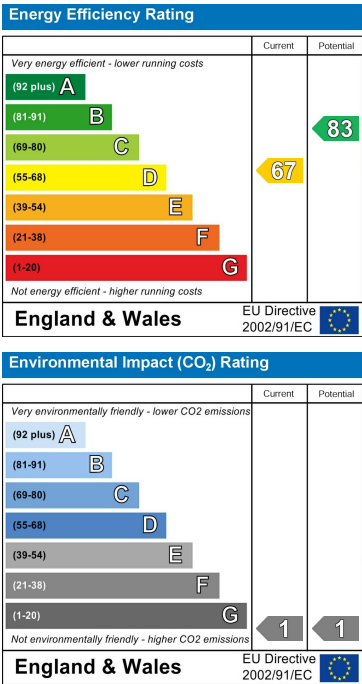 Energy Efficiency Rating
Current Potential
Very energy efficient - lower running costs
(92 plus) A
(81-91) B
(69-80) C
(55-68) D
(39-54) E
(21-38) F
(1-20) G
67
83
Not energy efficient - higher running costs
England & Wales
EU Directive
2002/91/EC
Environmental Impact (CO₂) Rating
Current Potential
Very environmentally friendly - lower CO2 emissions
(92 plus) A
(81-91) B
(69-80) C
(55-68) D
(39-54) E
(21-38) F
(1-20) G
1
1
Not environmentally friendly - higher CO2 emissions
England & Wales
EU Directive
2002/91/EC